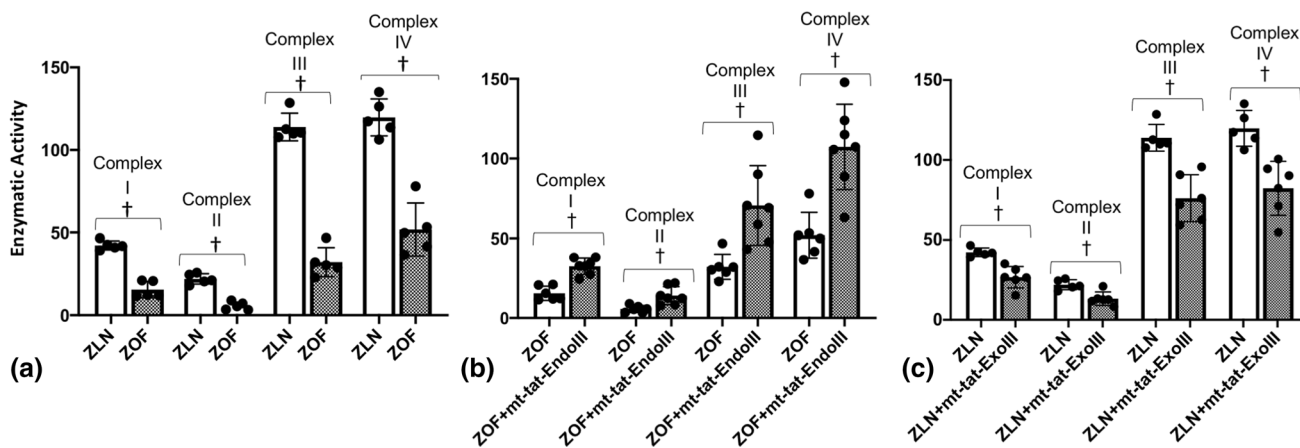 Enzymatic Activity
150
100
50
0
Complex
I
†
Complex
II
†
Complex
III
†
Complex
IV
†
ZLN
ZOF
ZLN
ZOF
ZLN
ZOF
ZLN
ZOF
(a)
150
100
50
0
Complex
I
†
Complex
II
†
Complex
III
†
Complex
IV
†
ZOF
ZOF+mt-tat-EndoIII
ZOF
ZOF+mt-tat-EndoIII
ZOF
ZOF+mt-tat-EndoIII
ZOF
ZOF+mt-tat-EndoIII
(b)
150
100
50
0
Complex
I
†
Complex
II
†
Complex
III
†
Complex
IV
†
ZLN
ZLN+mt-tat-ExoIII
ZLN
ZLN+mt-tat-ExoIII
ZLN
ZLN+mt-tat-ExoIII
ZLN
ZLN+mt-tat-ExoIII
(c)